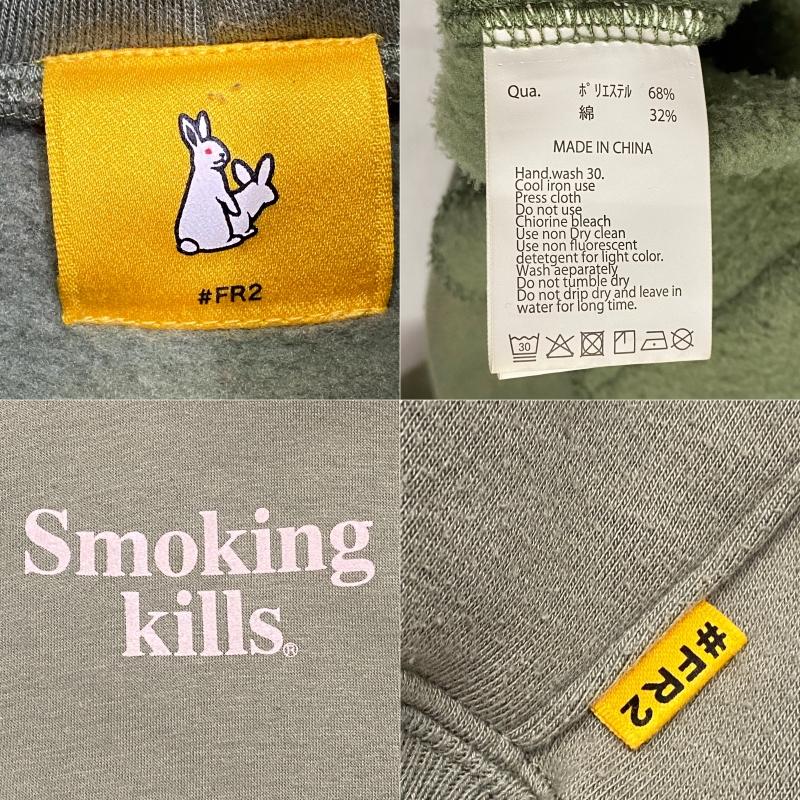 #FR2
Qua. ポリエステル 68%
綿 32%
MADE IN CHINA
Hand.wash 30.
Cool iron use
Press cloth
Do not use
Chiorine bleach
Use non Dry clean
Use non fluorescent
detetgent for light color.
Wash aeparately
Do not tumble dry
Do not drip dry and leave in
water for long time.
30
Smoking
kills®
#FR2